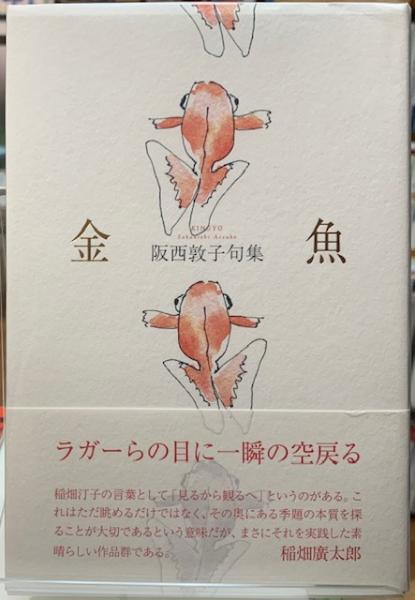 金魚
KINGYO
Sakanishi Atsuko
阪西敦子句集
ラガーらの目に一瞬の空戻る
稲畑汀子の言葉として「見るから観るへ」というのがある。こ
れはただ眺めるだけではなく、その奥にある季題の本質を探
ることが大切であるという意味だが、まさにそれを実践した素
晴らしい作品群である。
稲畑廣太郎